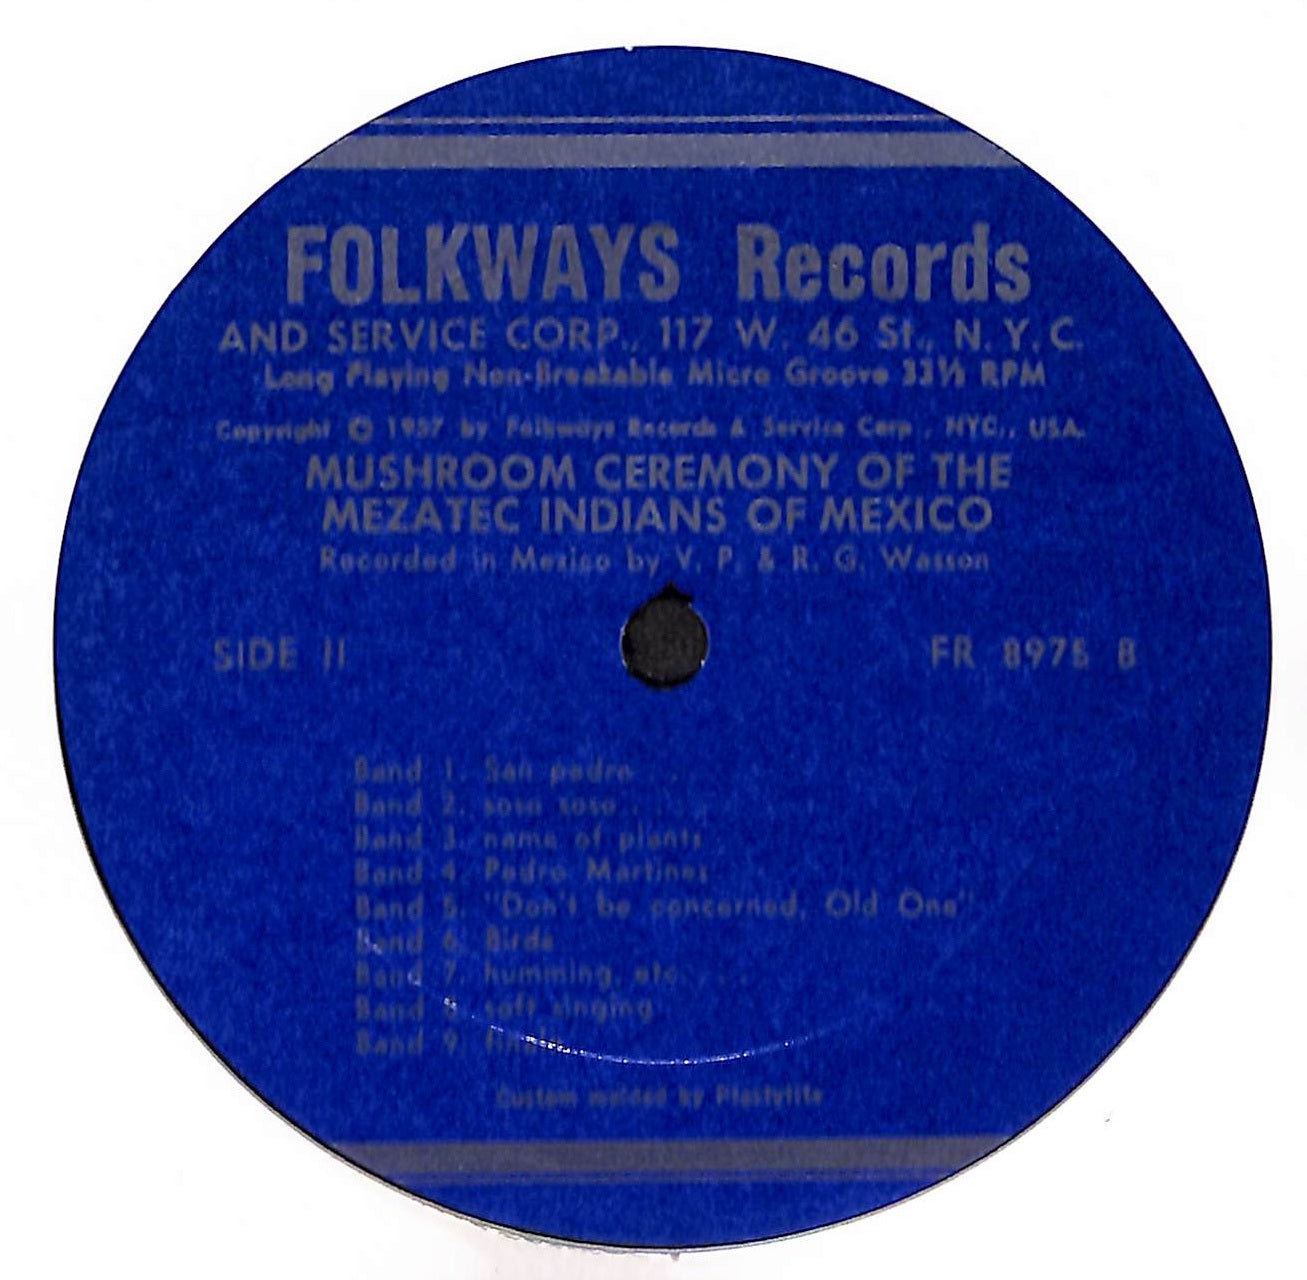 FOLKWAYS Records
AND SERVICE CORP., 117 W. 46 St., N.Y.C.
Long Playing Non-Breakable Micro Groove 33⅓ RPM
Copyright © 1957 by Folkways Records & Service Corp., NYC., USA.
MUSHROOM CEREMONY OF THE
MEZATEC INDIANS OF MEXICO
Recorded in Mexico by V. P. & R. G. Wasson
SIDE II FR 8975 B
Band 1. San pedro . .
Band 2. soso soso . .
Band 3. name of plants
Band 4. Pedro Martinez
Band 5. "Don't be concerned, Old One"
Band 6. Birds
Band 7. humming, etc. . . .
Band 8. soft singing
Band 9.
Custom molded by Plastylite